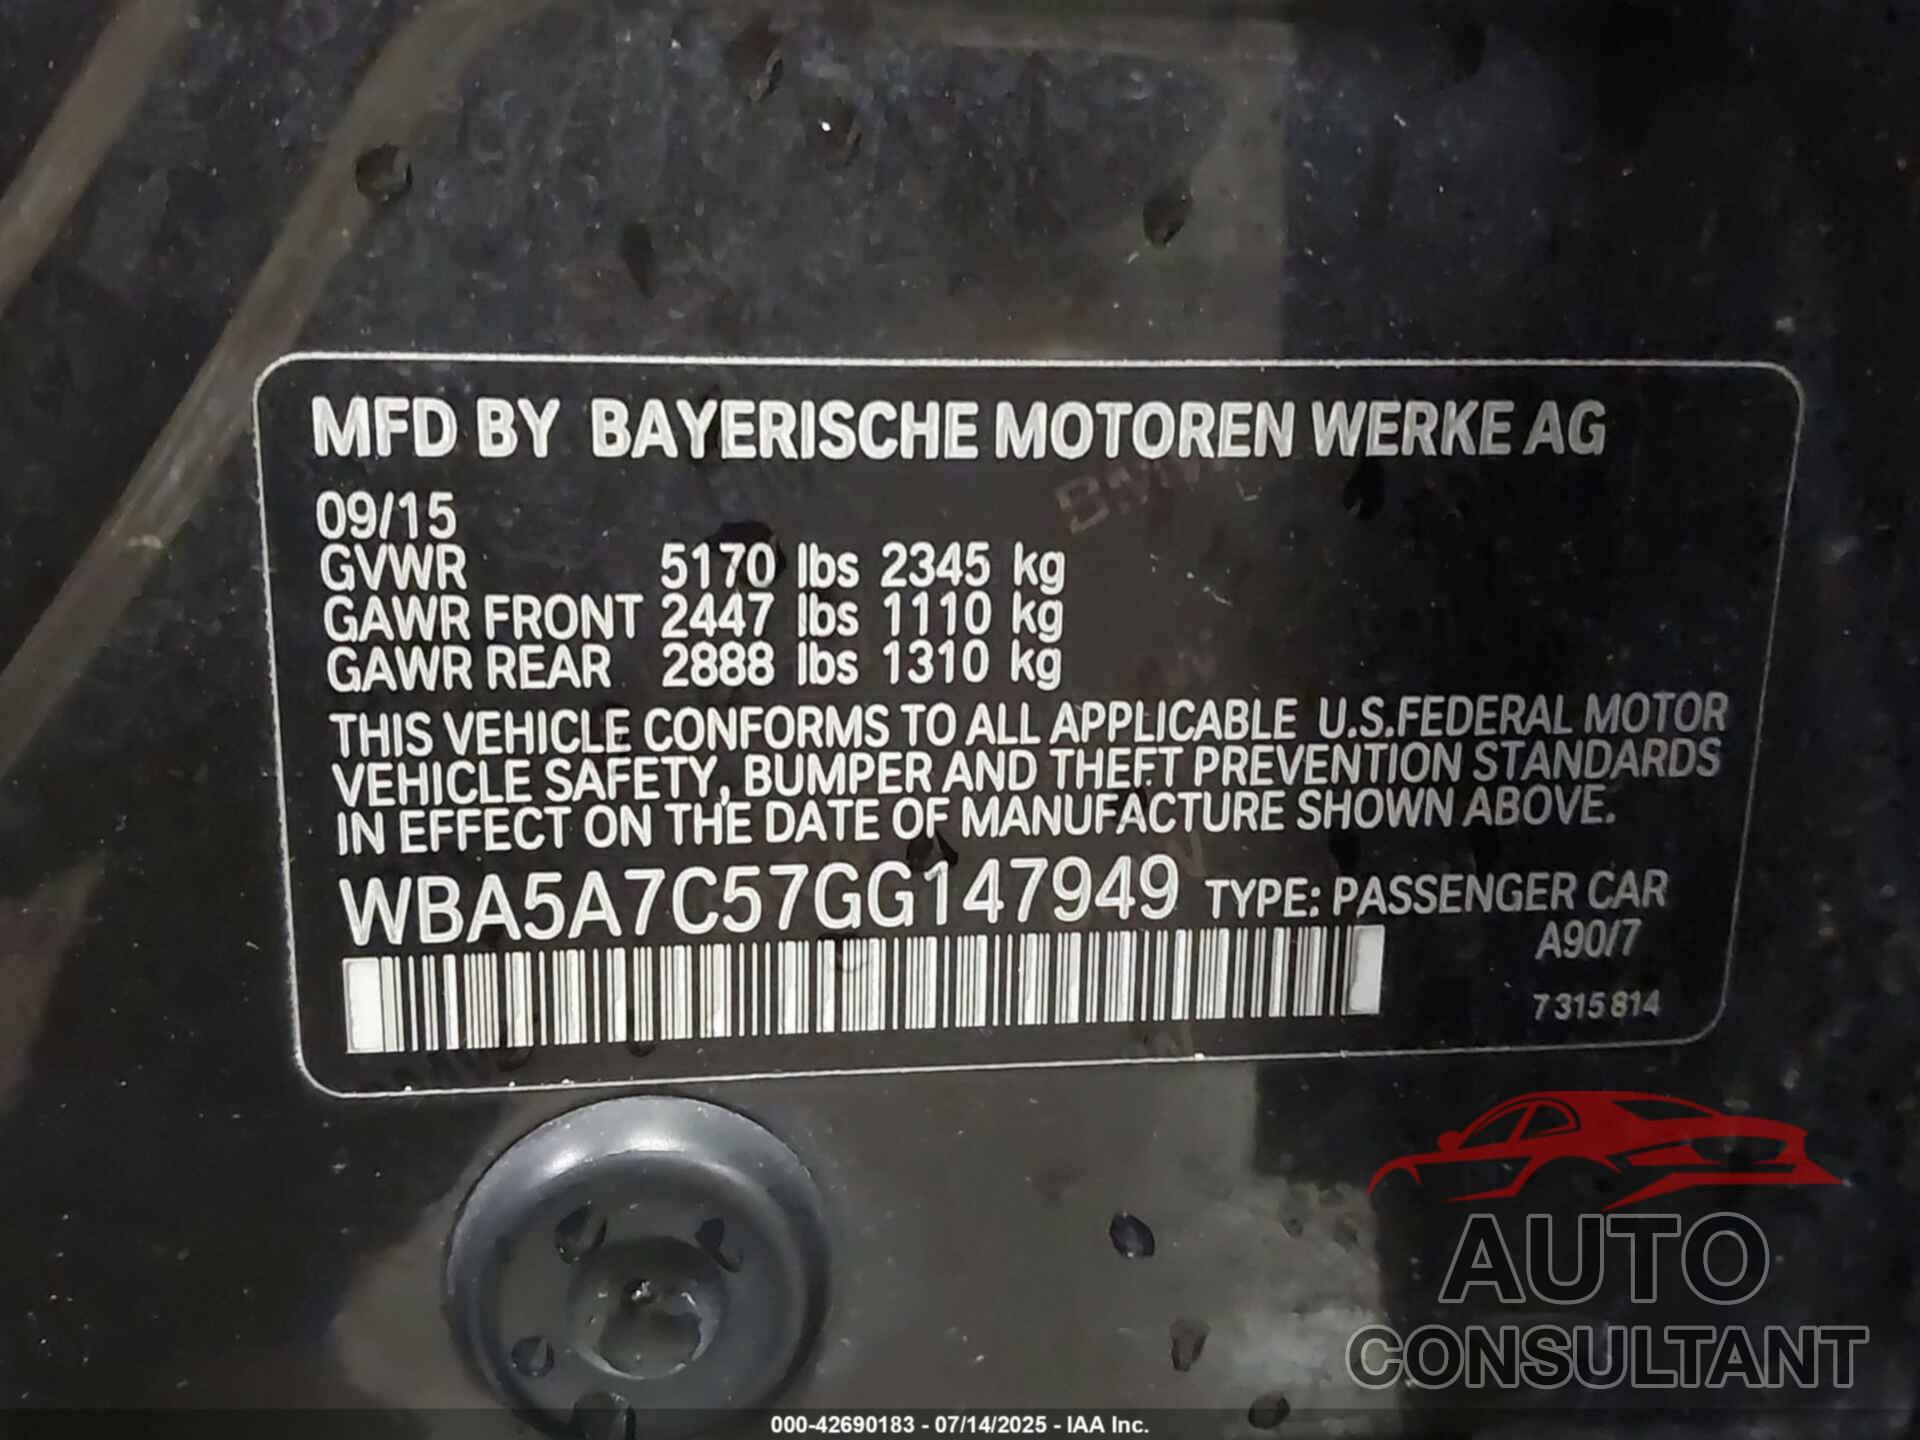 MFD BY BAYERISCHE MOTOREN WERKE AG
09/15
GVWR 5170 lbs 2345 kg
GAWR FRONT 2447 lbs 1110 kg
GAWR REAR 2888 lbs 1310 kg
THIS VEHICLE CONFORMS TO ALL APPLICABLE U.S.FEDERAL MOTOR
VEHICLE SAFETY, BUMPER AND THEFT PREVENTION STANDARDS
IN EFFECT ON THE DATE OF MANUFACTURE SHOWN ABOVE.
WBA5A7C57GG147949 TYPE: PASSENGER CAR
A90/7
7 315 814
AUTO
CONSULTANT
000-42690183 - 07/14/2025 - IAA Inc.